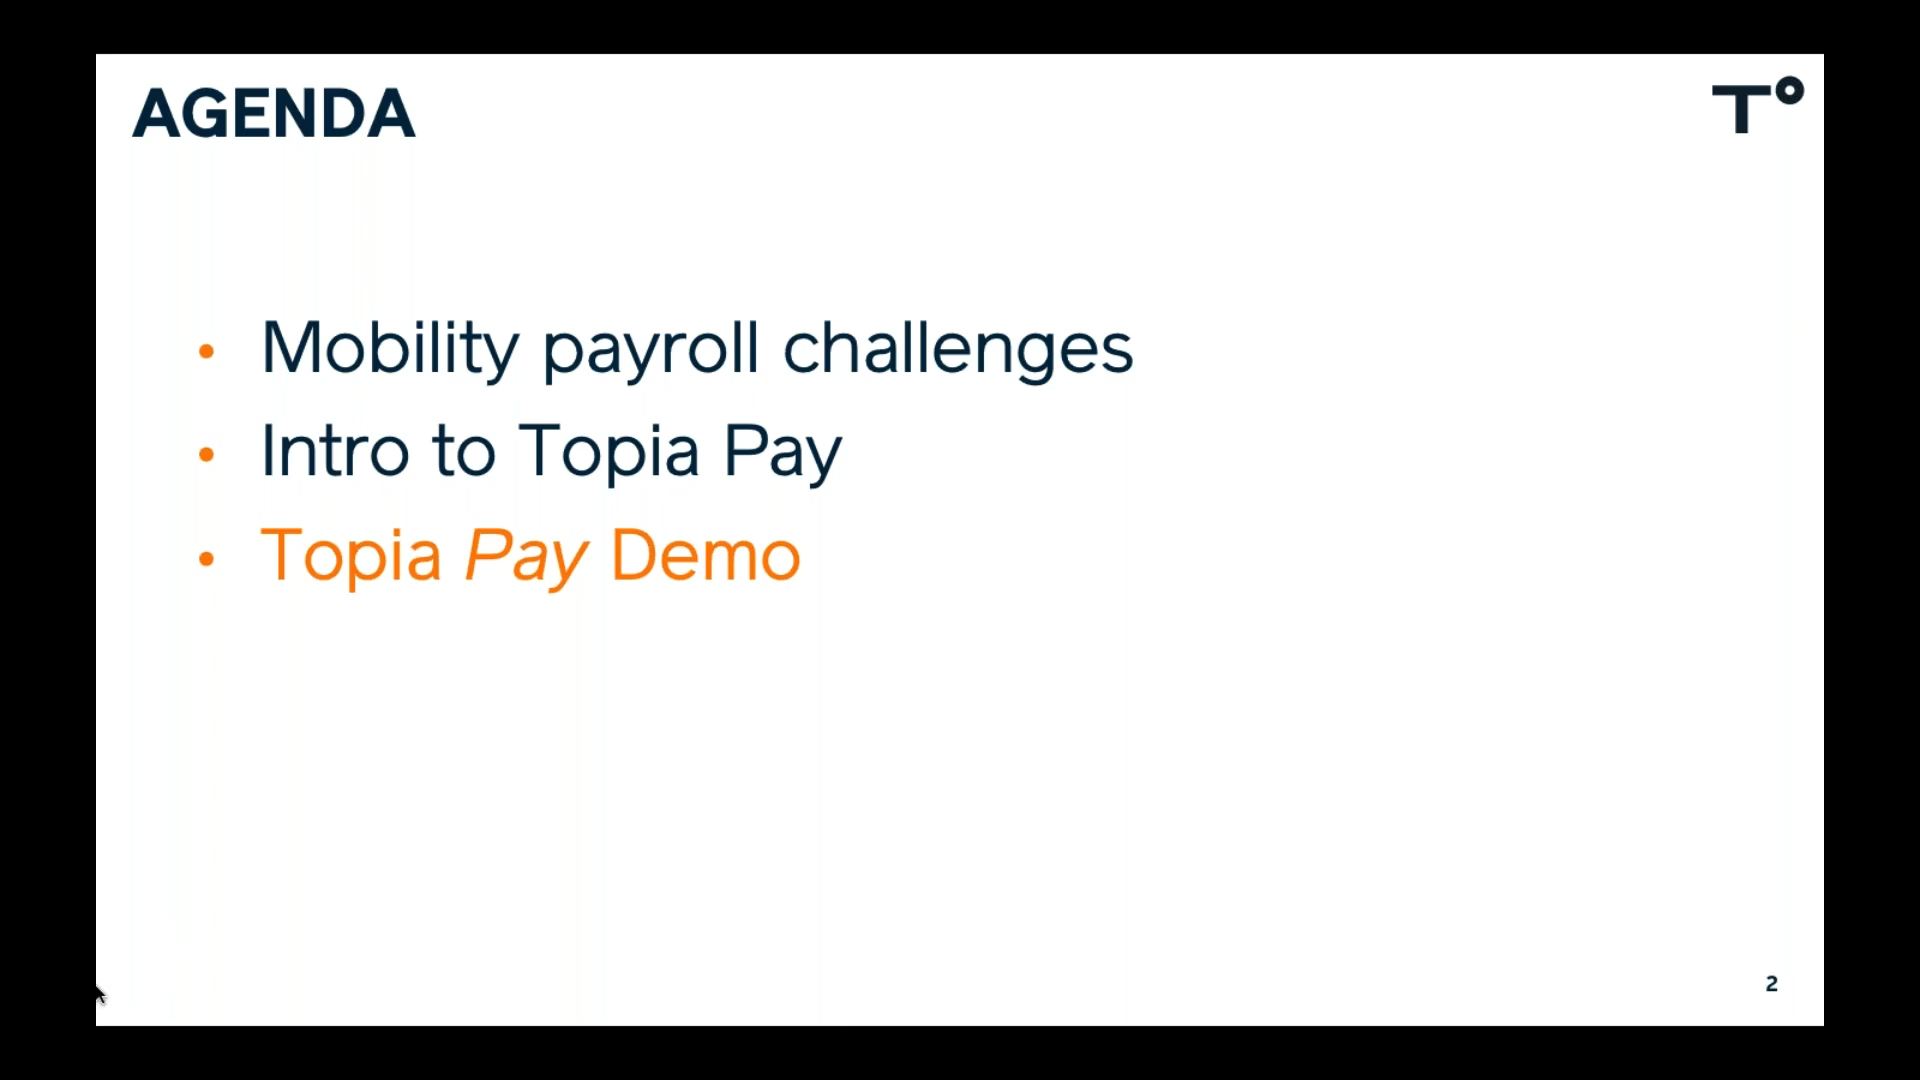 AGENDA
T°
• Mobility payroll challenges
• Intro to Topia Pay
• Topia Pay Demo
2